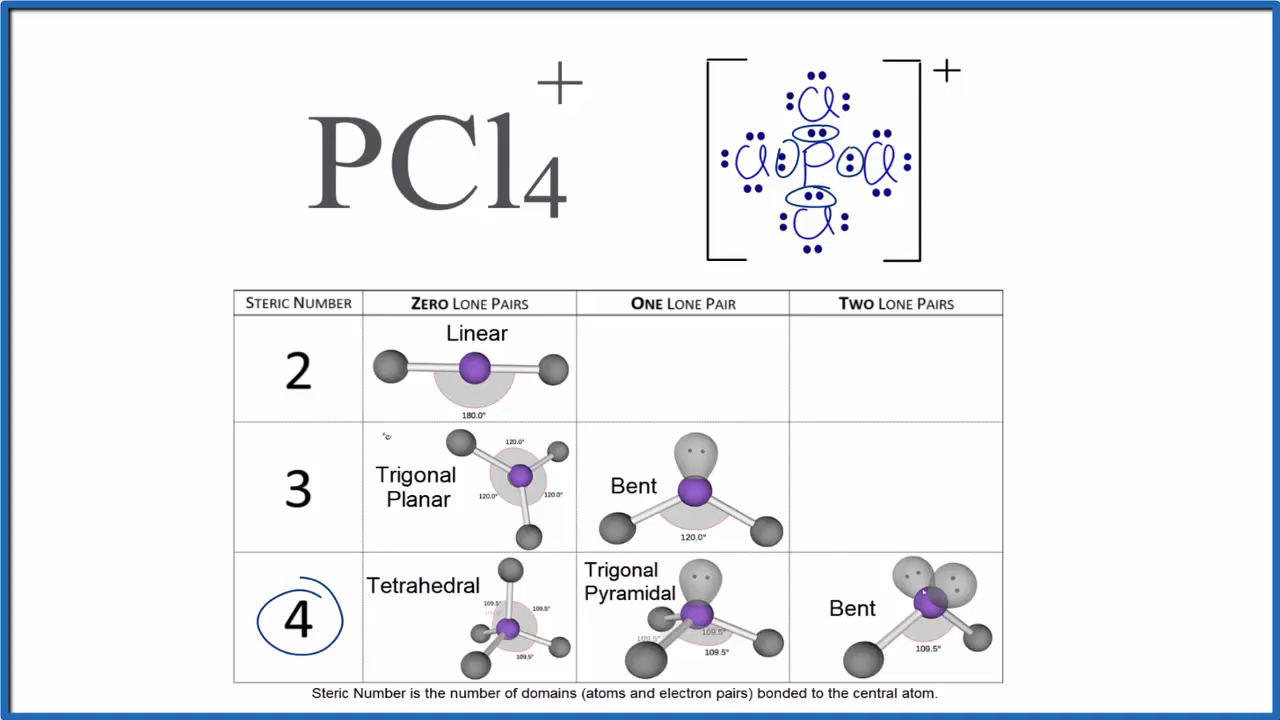 PCl4+
[Cl Cl P Cl Cl]+
STERIC NUMBER ZERO LONE PAIRS ONE LONE PAIR TWO LONE PAIRS
2
Linear
180.0°
3
Trigonal
Planar
120.0°
120.0°
120.0°
Bent
120.0°
4
Tetrahedral
109.5°
109.5°
109.5°
Trigonal
Pyramidal
109.5°
109.5°
109.5°
Bent
109.5°
Steric Number is the number of domains (atoms and electron pairs) bonded to the central atom.